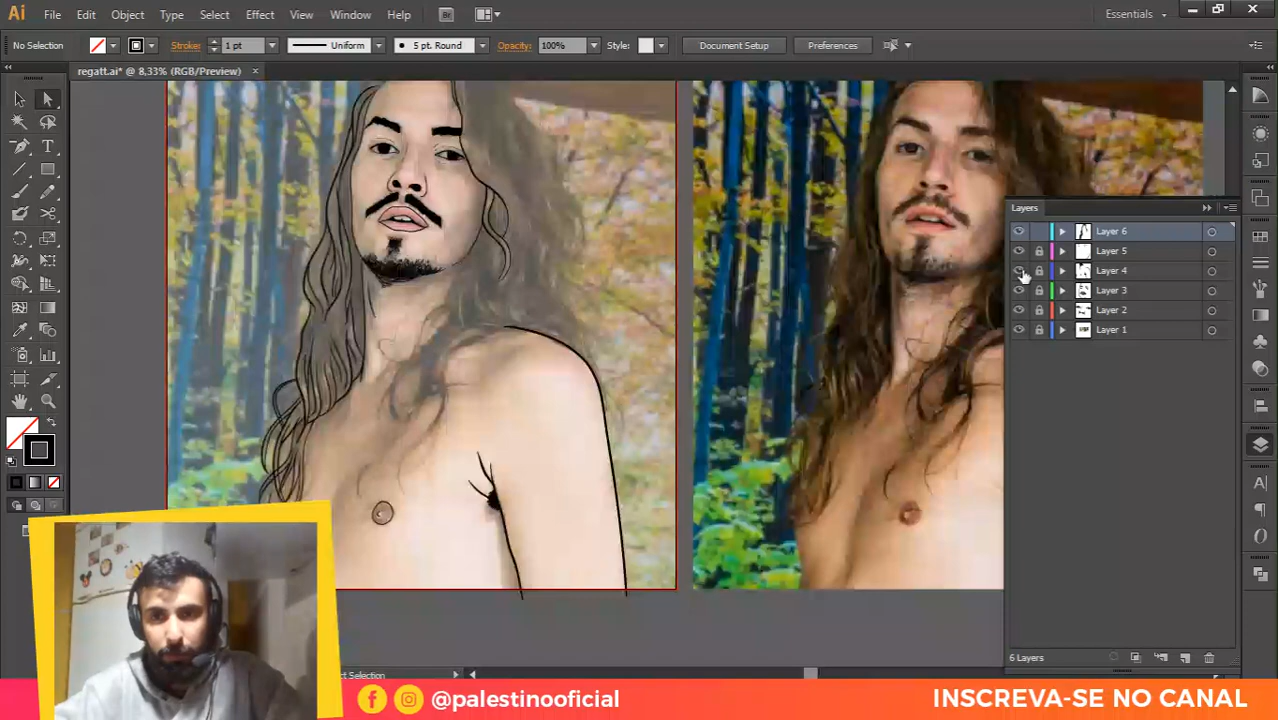 Ai File Edit Object Type Select Effect View Window Help Br Essentials
No Selection Stroke: 1 pt Uniform 5 pt. Round Opacity: 100% Style: Document Setup Preferences
regatt.ai* @ 8,33% (RGB/Preview)
Layers
Layer 6
Layer 5
Layer 4
Layer 3
Layer 2
Layer 1
6 Layers
Selection
@palestinooficial
INSCREVA-SE NO CANAL